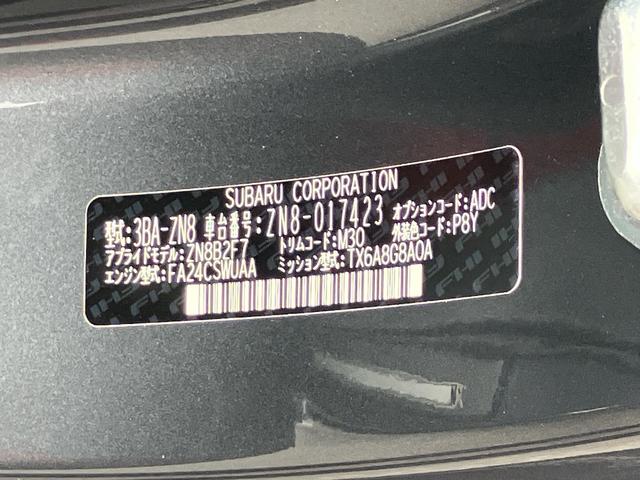 SUBARU CORPORATION
型式:3BA-ZN8 車台番号:ZN8-017423 オプションコード:ADC
アプライドモデル:ZN8B2F7 トリムコード:M30 外装色コード:P8Y
エンジン型式:FA24CSWUAA ミッション型式:TX6A8G8AOA